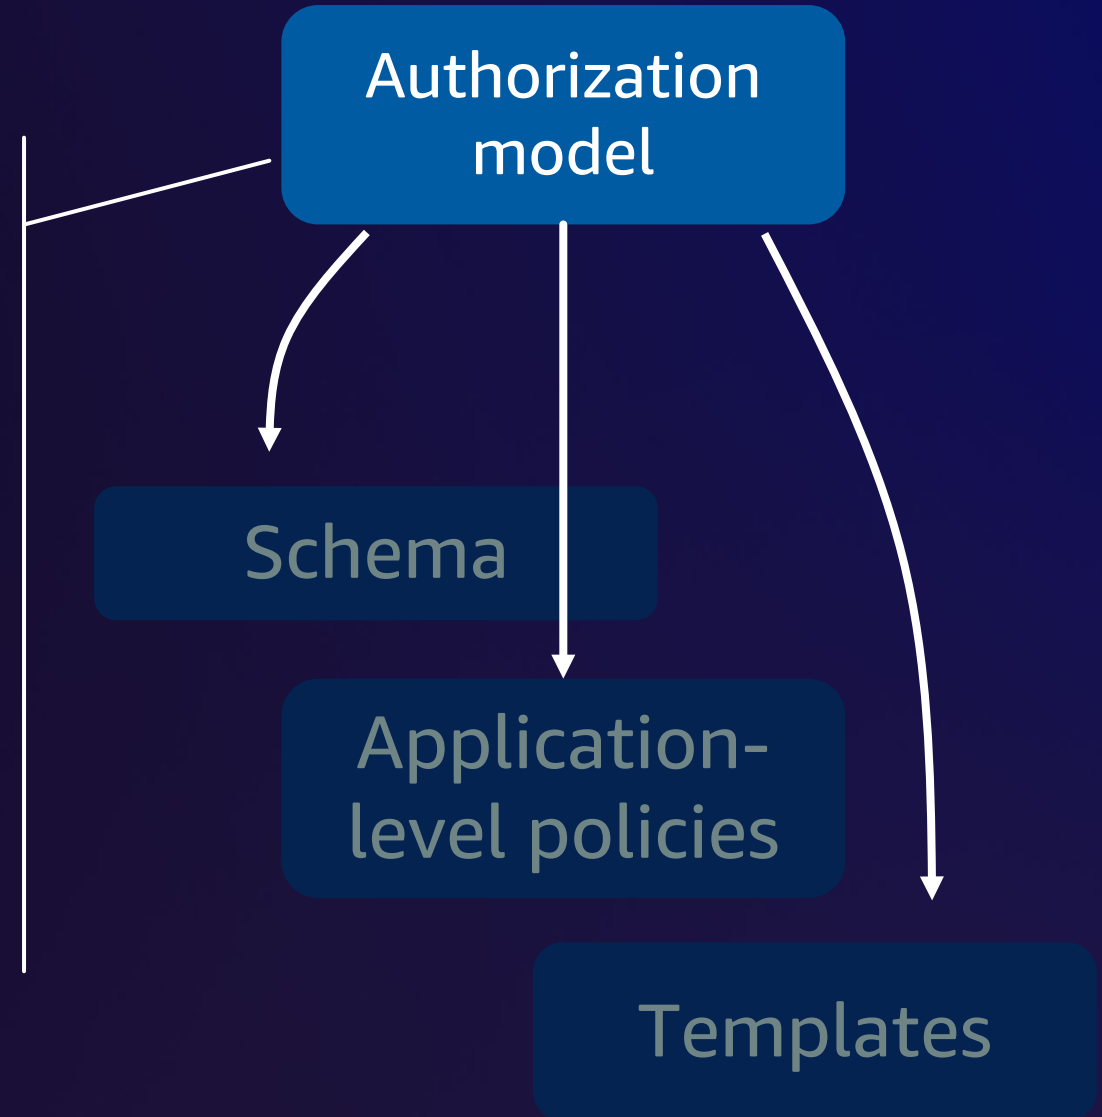 Authorization
model
Schema
Application-
level policies
Templates